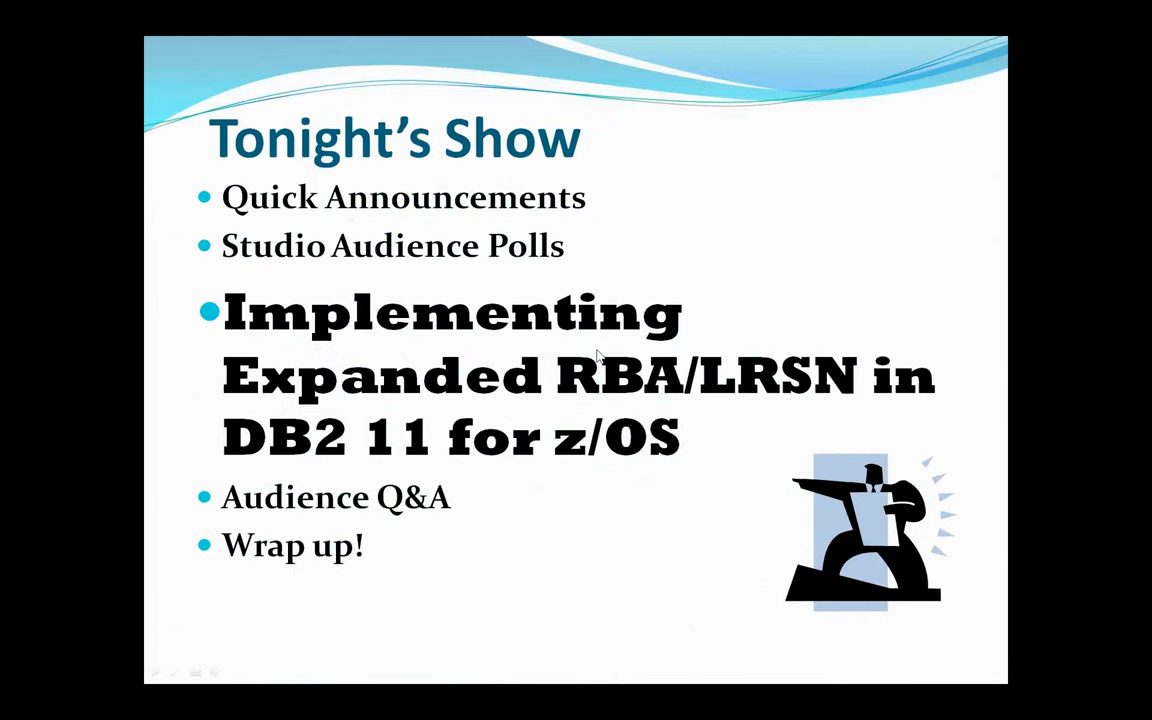 Tonight’s Show
Quick Announcements
Studio Audience Polls
Implementing
Expanded RBA/LRSN in
DB2 11 for z/OS
Audience Q&A
Wrap up!